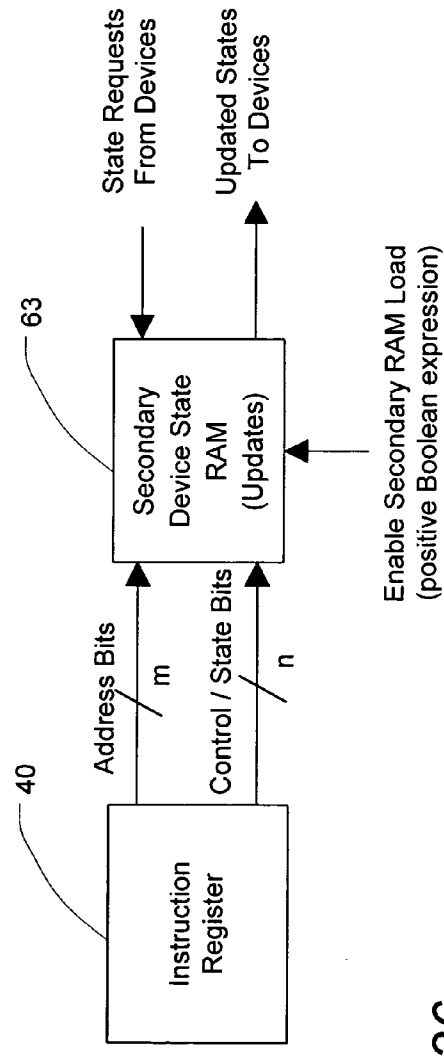 40
Instruction
Register
Address Bits
m
Control / State Bits
n
63
Secondary
Device State
RAM
(Updates)
State Requests
From Devices
Updated States
To Devices
Enable Secondary RAM Load
(positive Boolean expression)